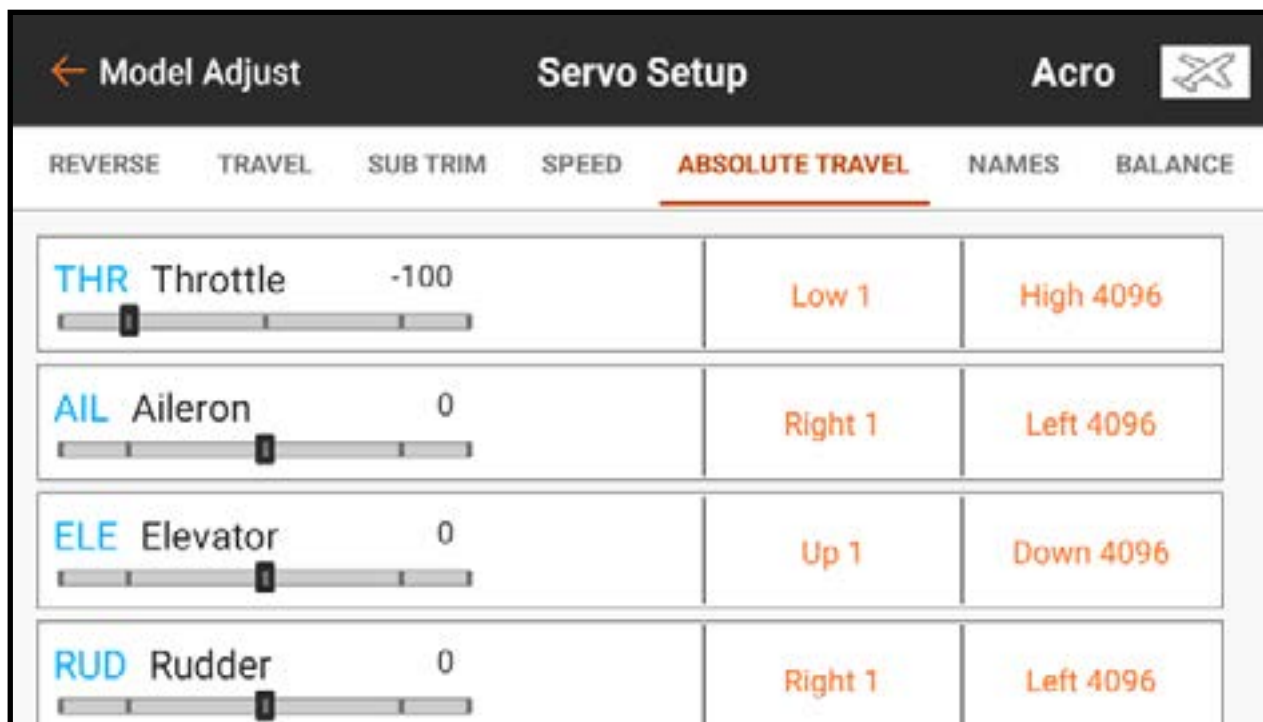 ← Model Adjust Servo Setup Acro
REVERSE TRAVEL SUB TRIM SPEED ABSOLUTE TRAVEL NAMES BALANCE
THR Throttle -100 Low 1 High 4096
AIL Aileron 0 Right 1 Left 4096
ELE Elevator 0 Up 1 Down 4096
RUD Rudder 0 Right 1 Left 4096